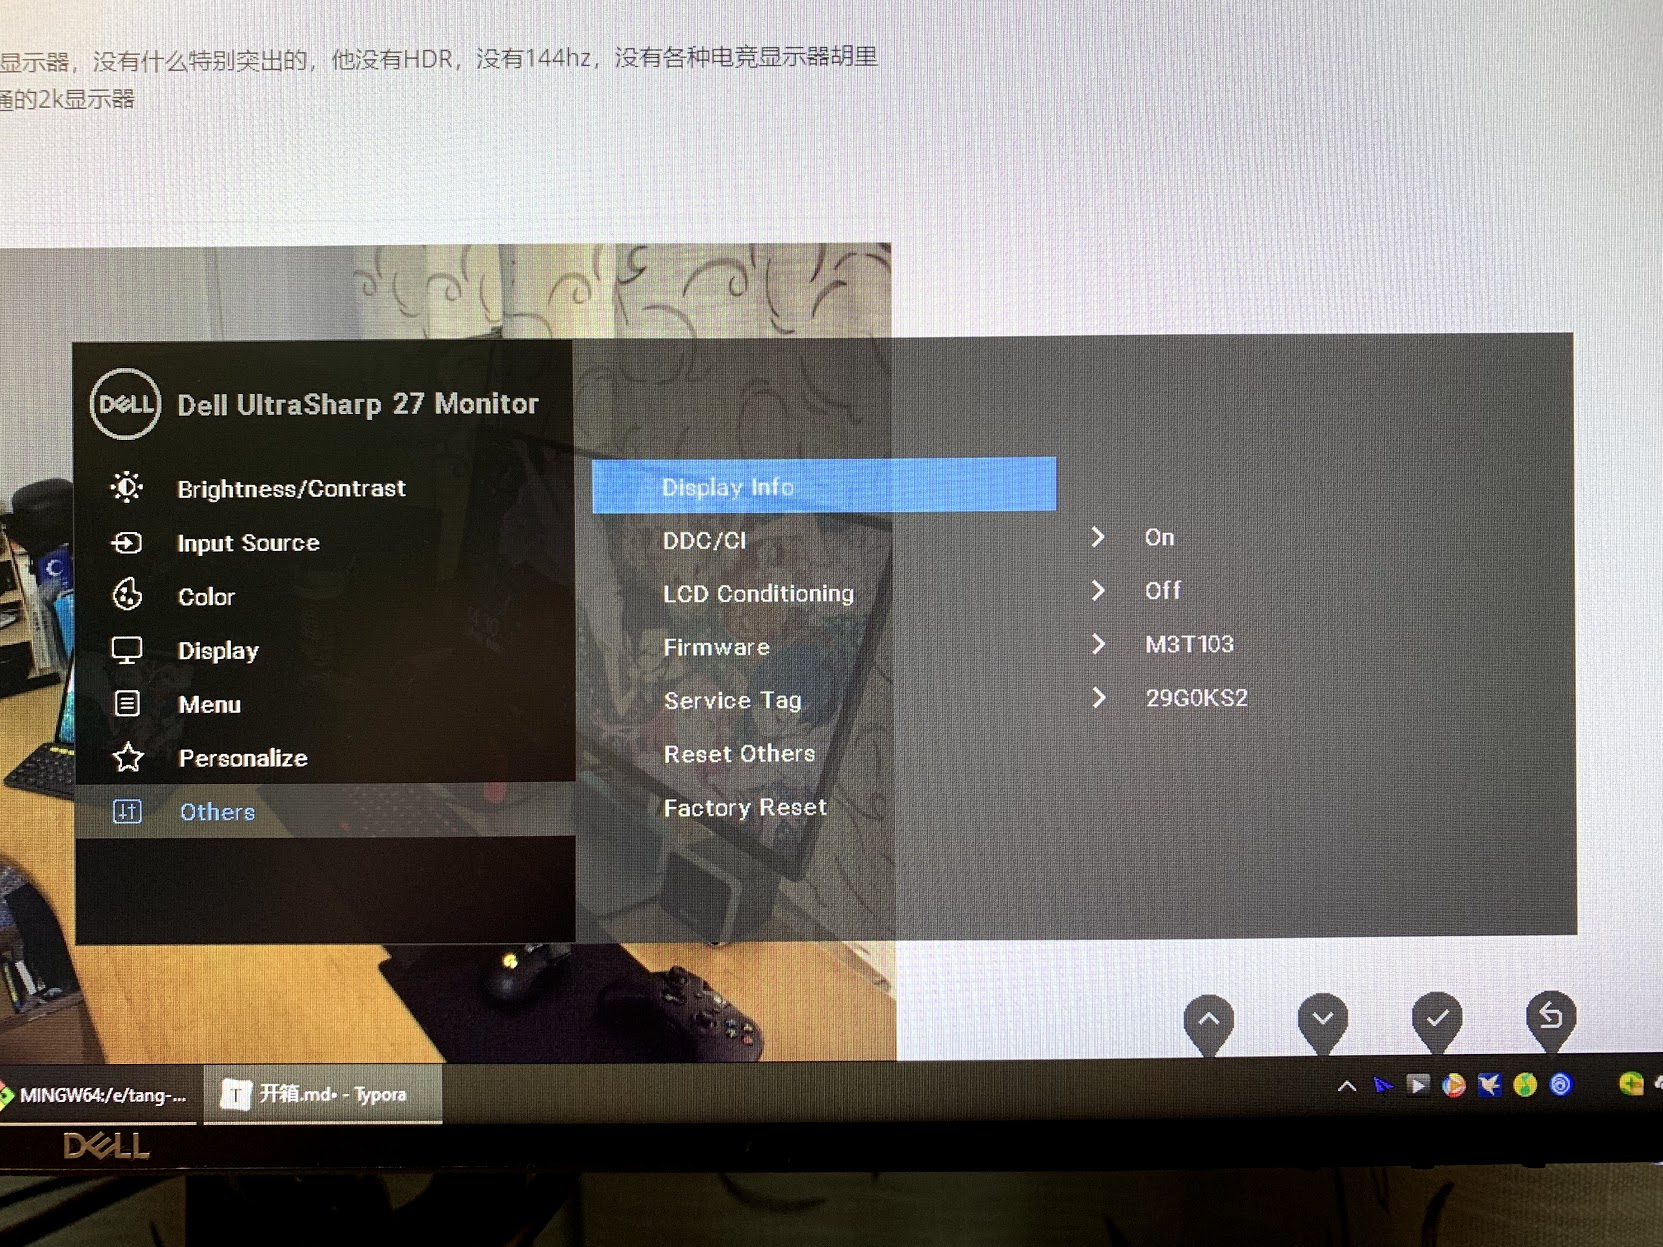 显示器，没有什么特别突出的，他没有HDR，没有144hz，没有各种电竞显示器胡里
通的2k显示器
DELL
Dell UltraSharp 27 Monitor
Brightness/Contrast
Input Source
Color
Display
Menu
Personalize
Others
Display Info
DDC/CI
On
LCD Conditioning
Off
Firmware
M3T103
Service Tag
29G0KS2
Reset Others
Factory Reset
MINGW64:/e/tang-...
T
开箱.md• - Typora
DELL